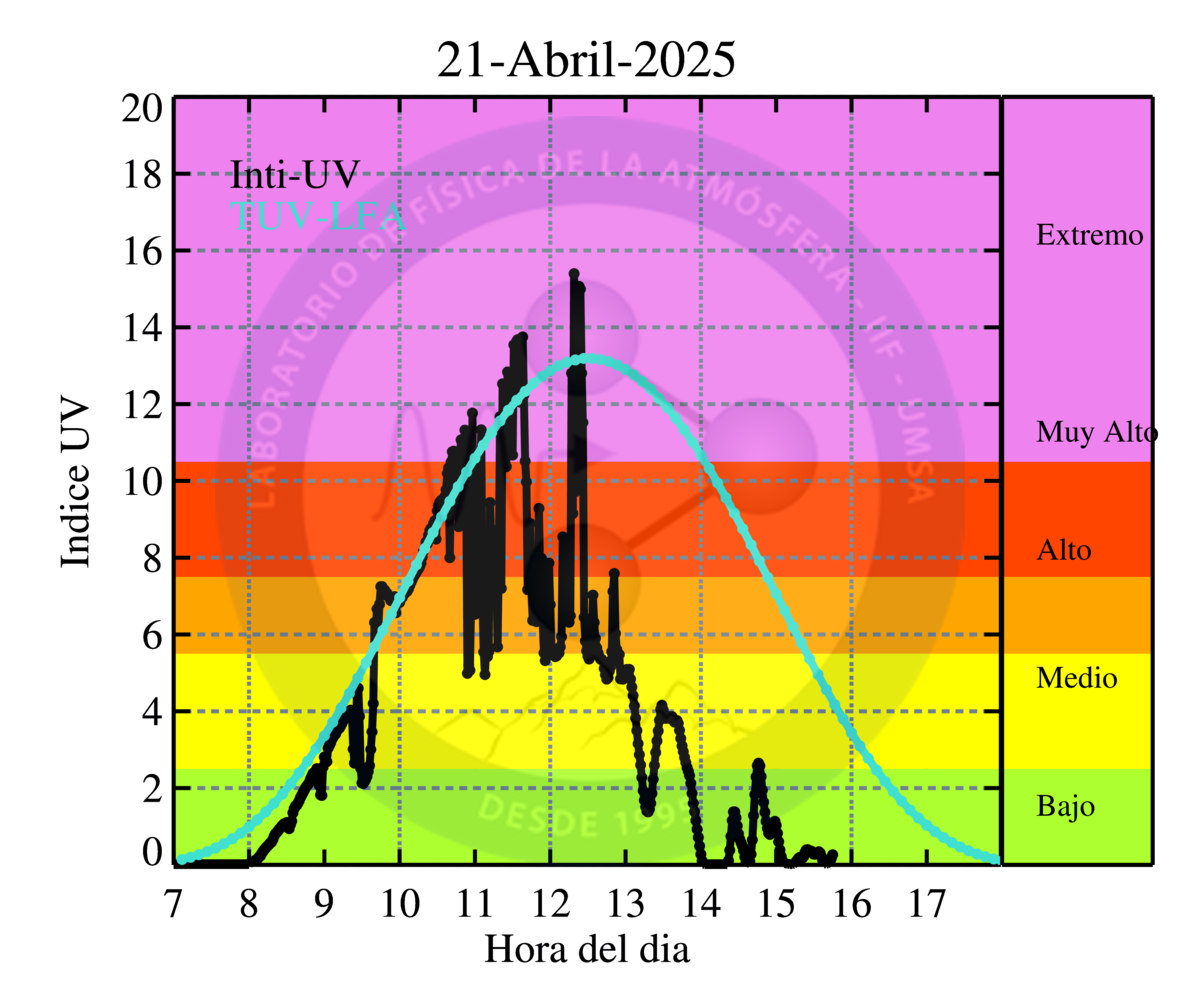 21-Abril-2025
20
18
16
14
12
10
8
6
4
2
0
Indice UV
Inti-UV
TUV-LFA
LABORATORIO DE FÍSICA DE LA ATMÓSFERA - IIF - UMSA
DESDE 1995
Extremo
Muy Alto
Alto
Medio
Bajo
7 8 9 10 11 12 13 14 15 16 17
Hora del dia